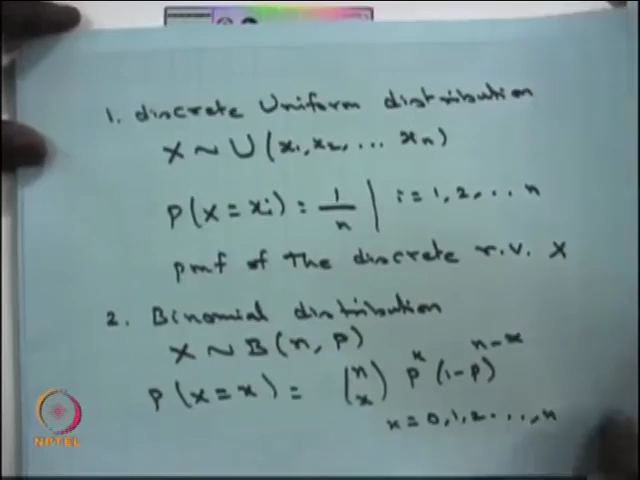 1. discrete Uniform distribution
X ~ U (x₁, x₂, ... xₙ)
P(X = xᵢ) = 1/n | i = 1, 2, ... n
pmf of the discrete r.v. X
2. Binomial distribution
X ~ B(n, p)
P(X = x) = (n x) pˣ (1-p)ⁿ⁻ˣ
x = 0, 1, 2 ..., n
NPTEL